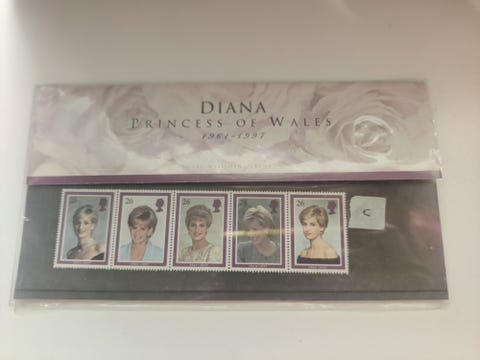 DIANA
PRINCESS OF WALES
1961-1997
26 26 26 26 26
C